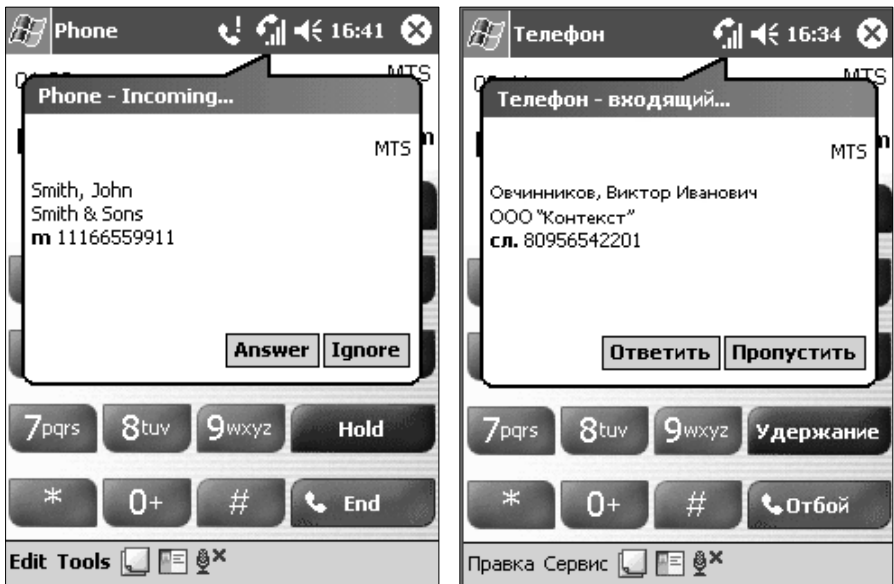 Phone 16:41
MTS
Phone - Incoming...
MTS
Smith, John
Smith & Sons
m 11166559911
Answer Ignore
7pqrs 8tuv 9wxyz Hold
* 0+ # End
Edit Tools
Телефон 16:34
MTS
Телефон - входящий...
MTS
Овчинников, Виктор Иванович
ООО "Контекст"
сл. 80956542201
Ответить Пропустить
7pqrs 8tuv 9wxyz Удержание
* 0+ # Отбой
Правка Сервис